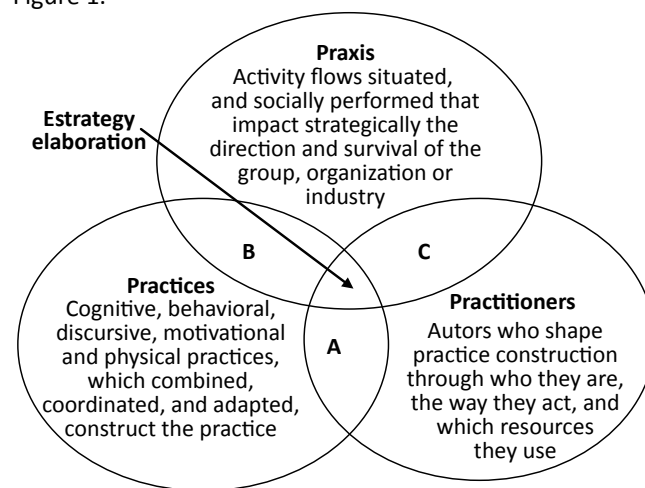 Figure 1.
Praxis
Activity flows situated,
and socially performed that
impact strategically the
direction and survival of the
group, organization or
industry
Estrategy
elaboration
B
C
Practices
Cognitive, behavioral,
discursive, motivational
and physical practices,
which combined,
coordinated, and adapted,
construct the practice
A
Practitioners
Autors who shape
practice construction
through who they are,
the way they act, and
which resources
they use